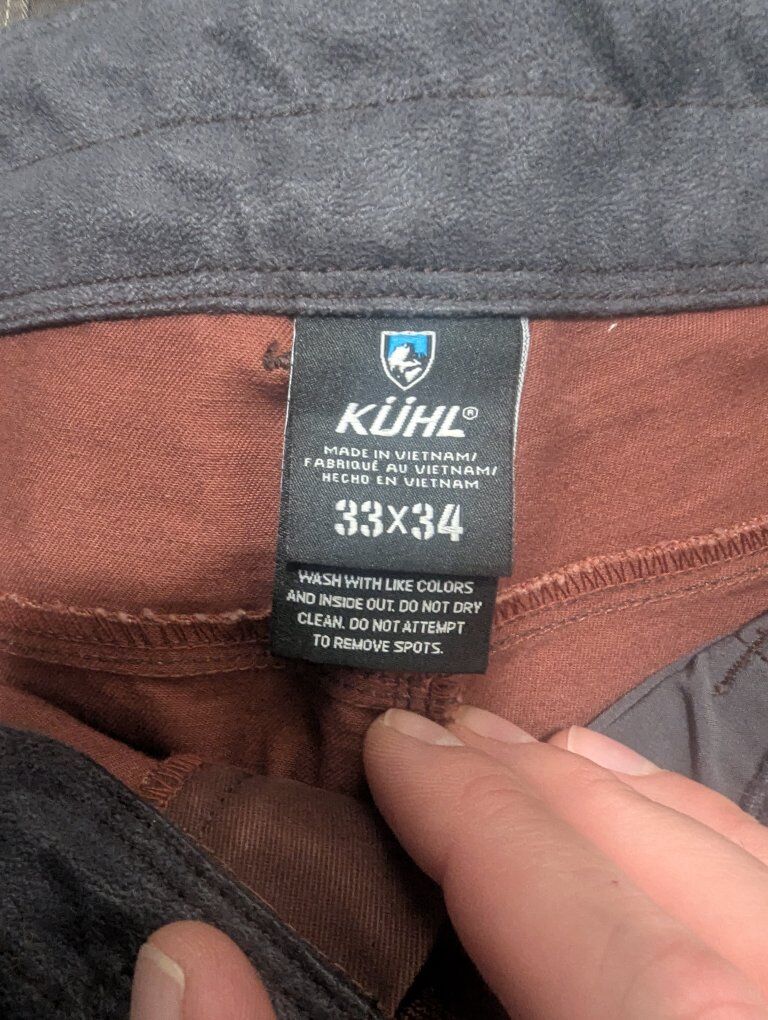 KÜHL®
MADE IN VIETNAM/
FABRIQUÉ AU VIETNAM/
HECHO EN VIETNAM
33X34
WASH WITH LIKE COLORS
AND INSIDE OUT. DO NOT DRY
CLEAN. DO NOT ATTEMPT
TO REMOVE SPOTS.